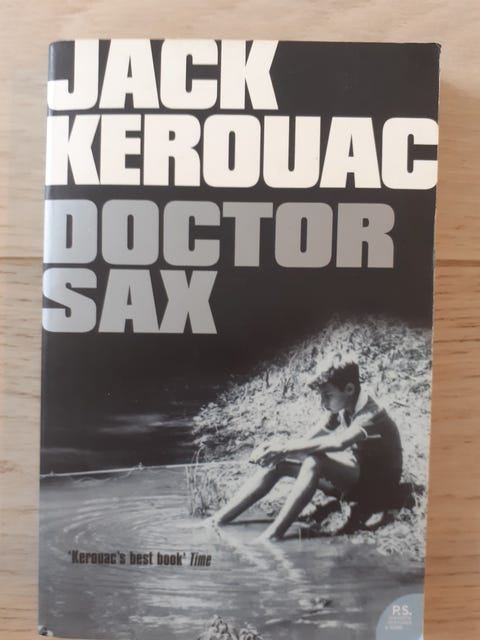 JACK
KEROUAC
DOCTOR
SAX
'Kerouac's best book' Time
P.S.